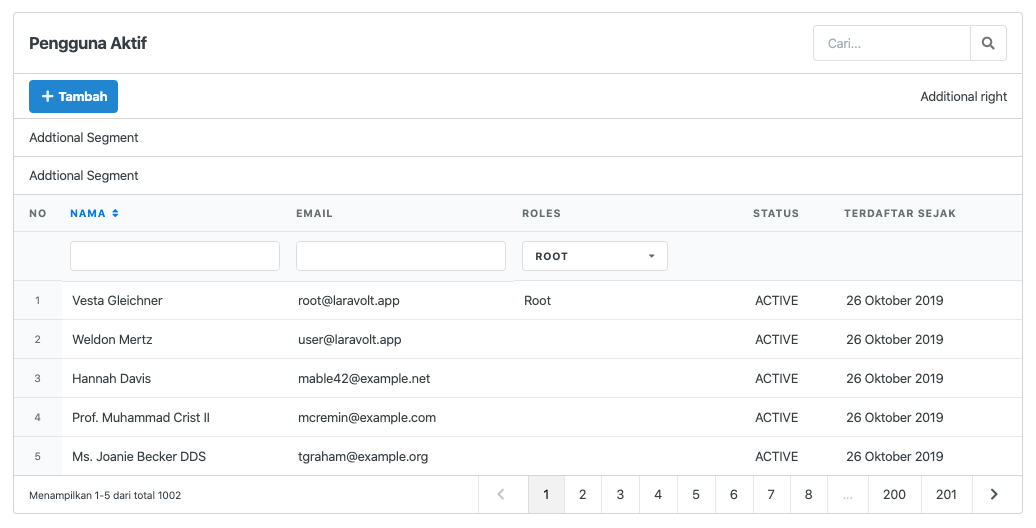 Pengguna Aktif Cari...
Tambah Additional right
Addtional Segment
Addtional Segment
NO NAMA EMAIL ROLES STATUS TERDAFTAR SEJAK
ROOT
1 Vesta Gleichner root@laravolt.app Root ACTIVE 26 Oktober 2019
2 Weldon Mertz user@laravolt.app ACTIVE 26 Oktober 2019
3 Hannah Davis mable42@example.net ACTIVE 26 Oktober 2019
4 Prof. Muhammad Crist II mcremin@example.com ACTIVE 26 Oktober 2019
5 Ms. Joanie Becker DDS tgraham@example.org ACTIVE 26 Oktober 2019
Menampilkan 1-5 dari total 1002 1 2 3 4 5 6 7 8 ... 200 201